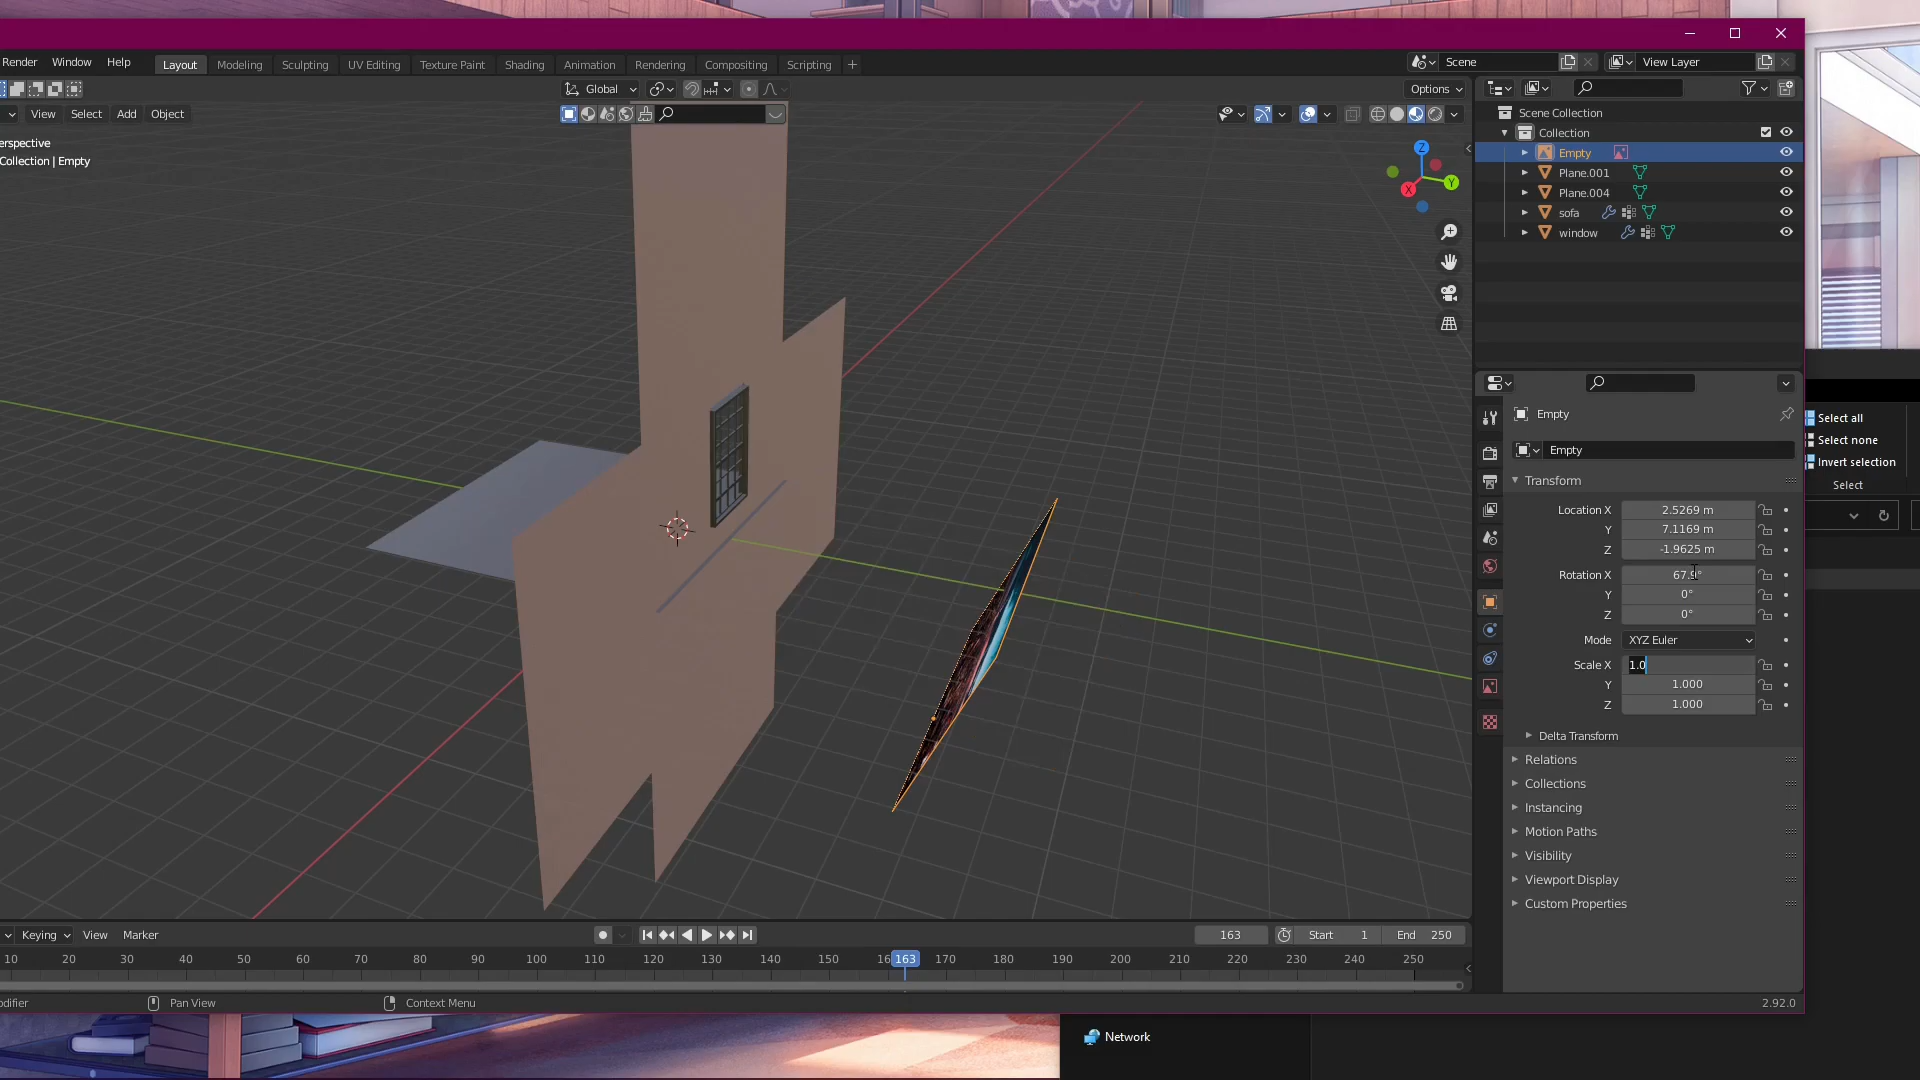 Render Window Help Layout Modeling Sculpting UV Editing Texture Paint Shading Animation Rendering Compositing Scripting + Scene View Layer
Global Options
View Select Add Object
erspective
Collection | Empty
Z
Y
X
Scene Collection
Collection
Empty
Plane.001
Plane.004
sofa
window
Empty
Empty
Transform
Location X 2.5269 m
Y 7.1169 m
Z -1.9625 m
Rotation X 67.9°
Y 0°
Z 0°
Mode XYZ Euler
Scale X 1.0
Y 1.000
Z 1.000
Delta Transform
Relations
Collections
Instancing
Motion Paths
Visibility
Viewport Display
Custom Properties
Select all
Select none
Invert selection
Select
Keying View Marker 163 Start 1 End 250
10 20 30 40 50 60 70 80 90 100 110 120 130 140 150 16 163 170 180 190 200 210 220 230 240 250
odifier Pan View Context Menu 2.92.0
Network